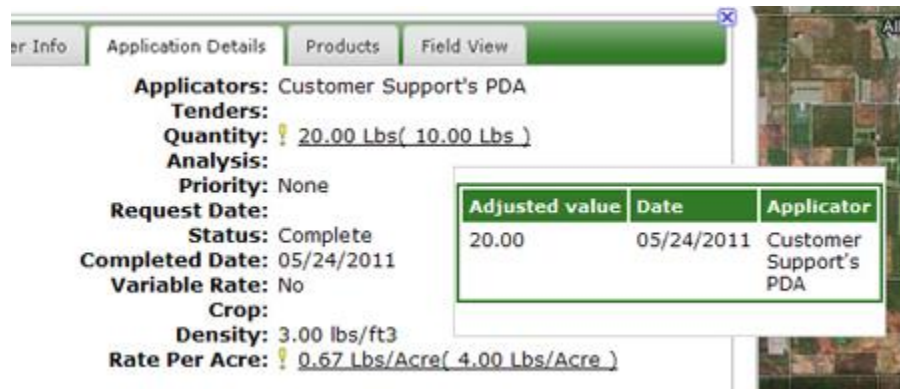 er Info Application Details Products Field View
Applicators: Customer Support's PDA
Tenders:
Quantity: ! 20.00 Lbs( 10.00 Lbs )
Analysis:
Priority: None
Request Date:
Status: Complete
Completed Date: 05/24/2011
Variable Rate: No
Crop:
Density: 3.00 lbs/ft3
Rate Per Acre: ! 0.67 Lbs/Acre( 4.00 Lbs/Acre )
Adjusted value Date Applicator
20.00 05/24/2011 Customer
Support's
PDA
Al